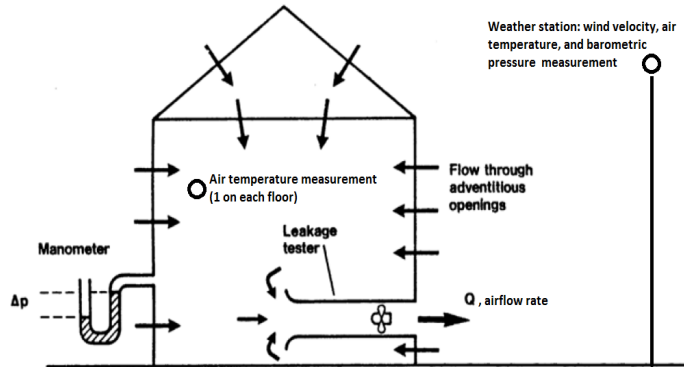 Weather station: wind velocity, air
temperature, and barometric
pressure measurement
Air temperature measurement
(1 on each floor)
Flow through
adventitious
openings
Leakage
tester
Manometer
Δp
Q , airflow rate